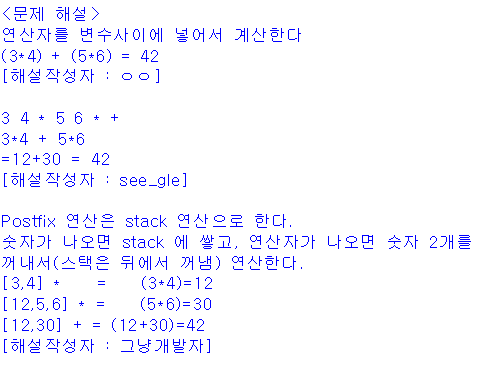 <문제 해설>
연산자를 변수사이에 넣어서 계산한다
(3*4) + (5*6) = 42
[해설작성자 : ㅇㅇ]

3 4 * 5 6 * +
3*4 + 5*6
=12+30 = 42
[해설작성자 : see_gle]

Postfix 연산은 stack 연산으로 한다.
숫자가 나오면 stack 에 쌓고, 연산자가 나오면 숫자 2개를
꺼내서(스택은 뒤에서 꺼냄) 연산한다.
[3,4] *    =    (3*4)=12
[12,5,6] * =    (5*6)=30
[12,30] + = (12+30)=42
[해설작성자 : 그냥개발자]